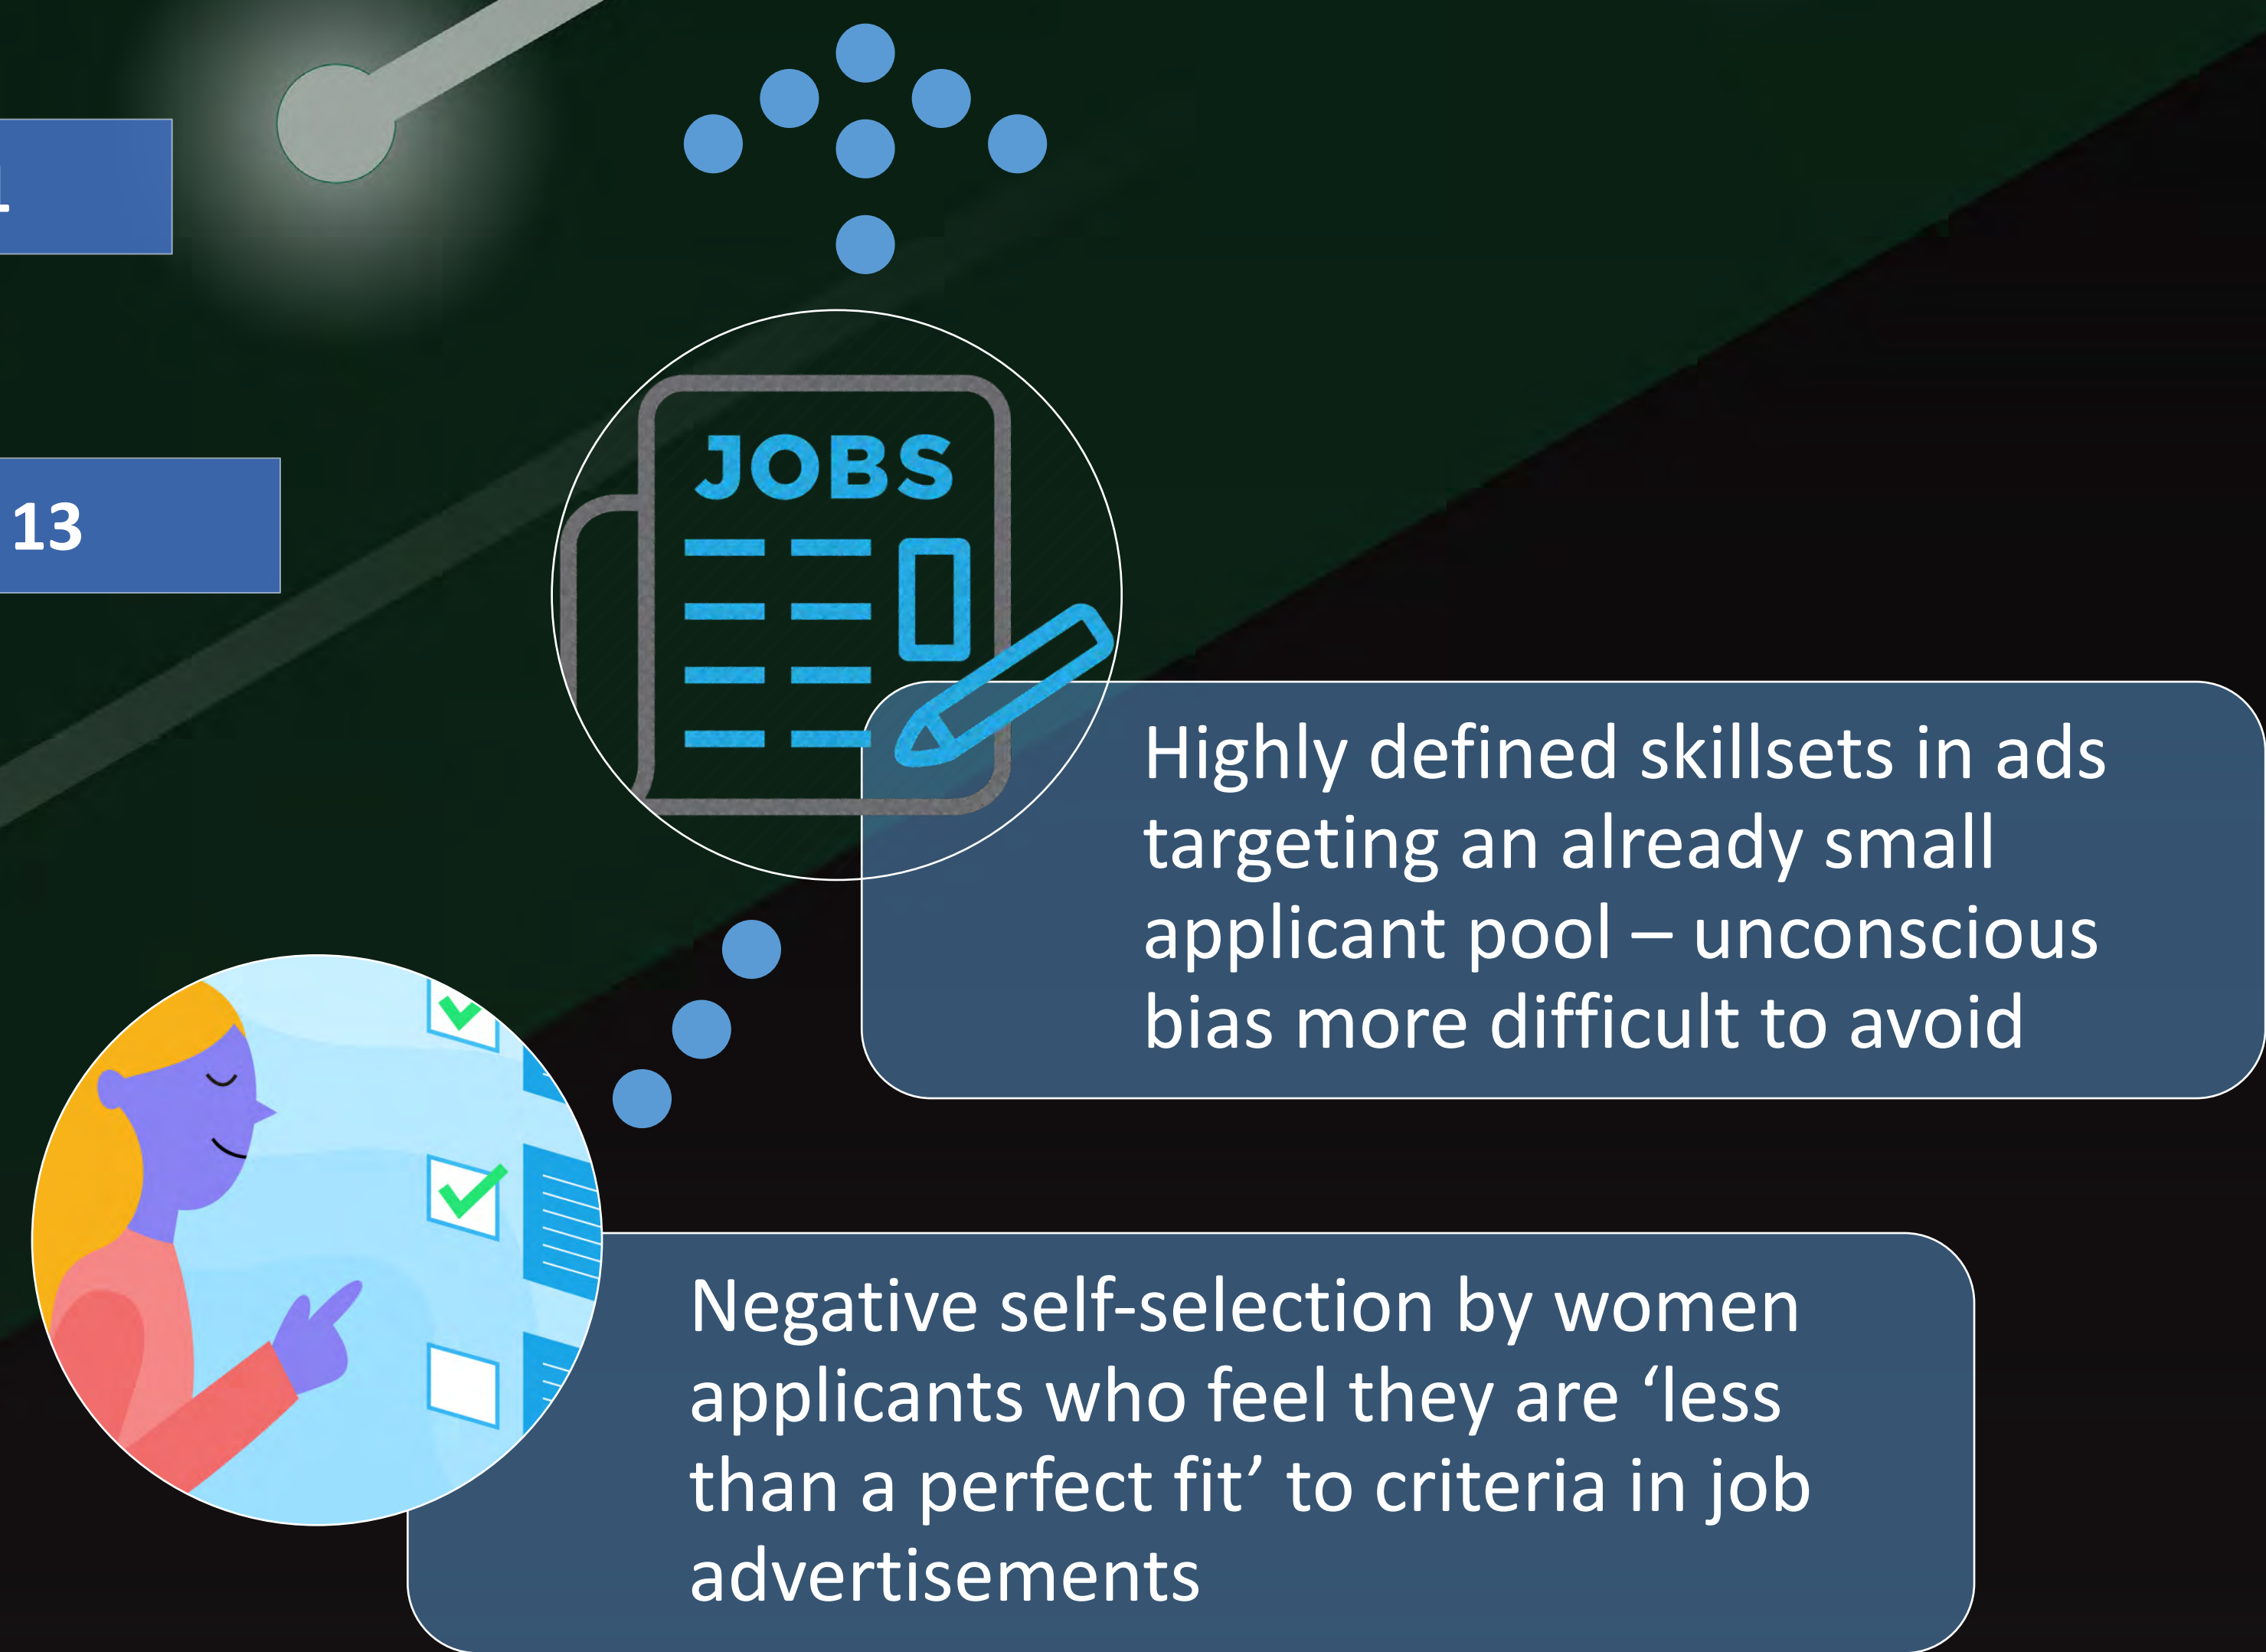 13
JOBS
Highly defined skillsets in ads
targeting an already small
applicant pool – unconscious
bias more difficult to avoid
Negative self-selection by women
applicants who feel they are ‘less
than a perfect fit’ to criteria in job
advertisements